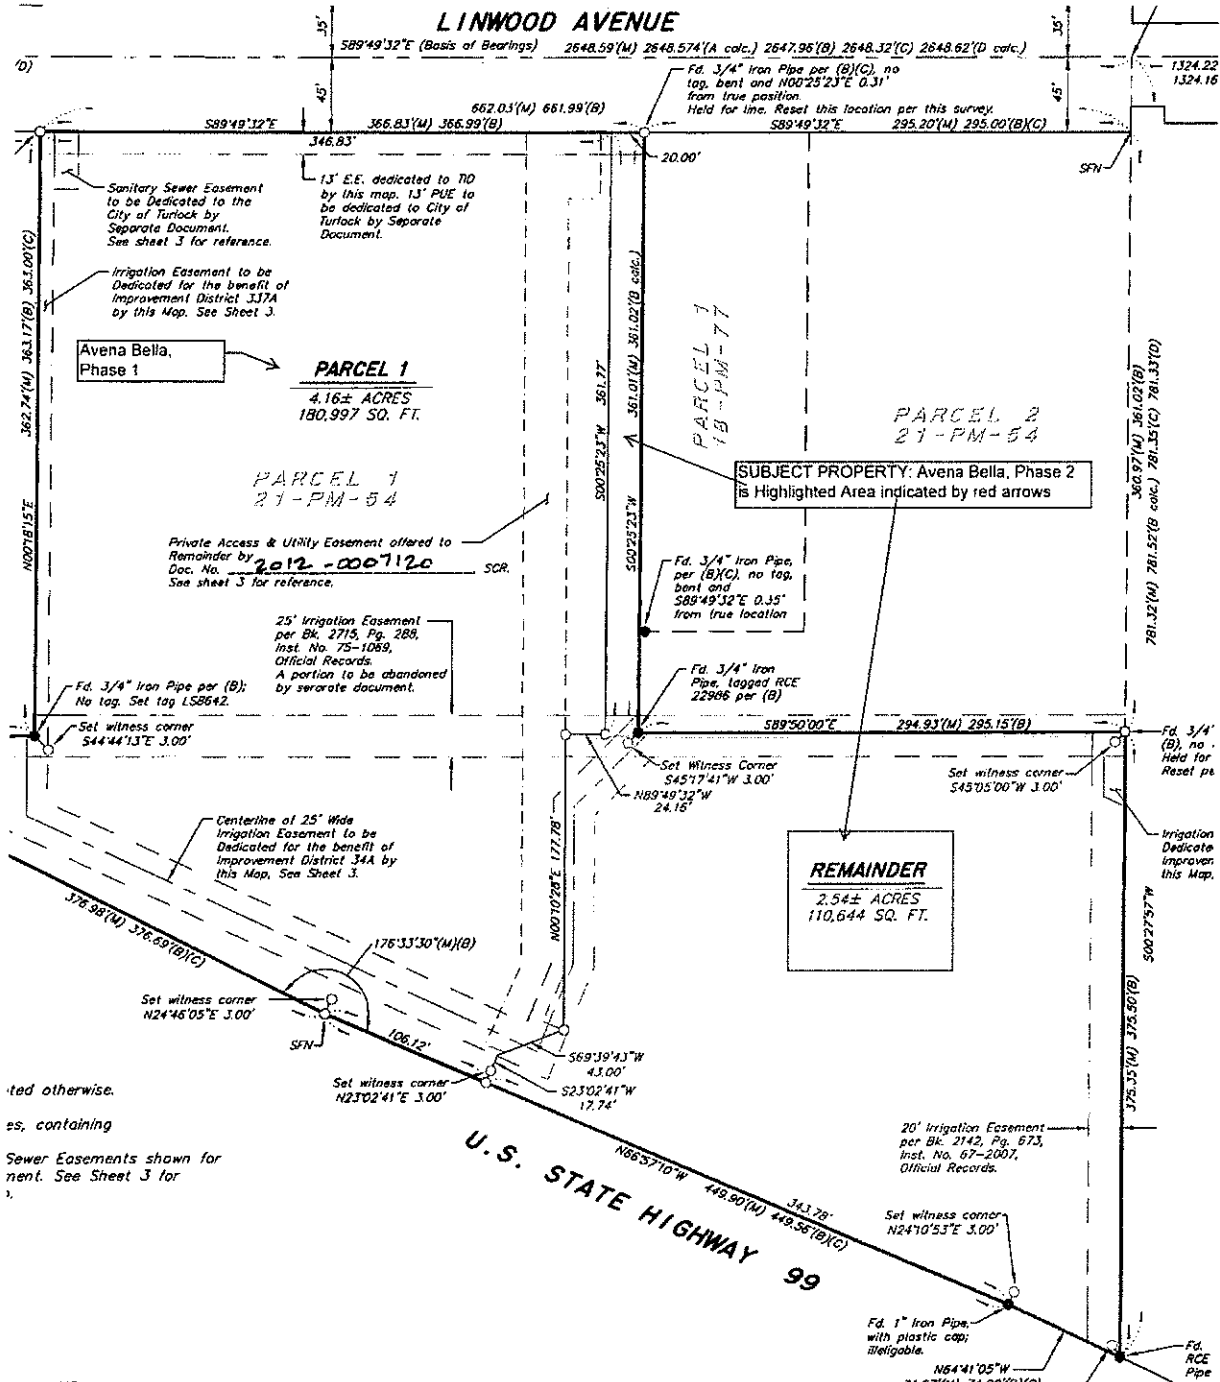 LINWOOD AVENUE
35'
35'
S89°49'32"E (Basis of Bearings) 2648.59'(M) 2648.574'(A calc.) 2647.96'(B) 2648.32'(C) 2648.62'(D calc.)
'D)
45'
45'
1324.22
1324.16
Fd. 3/4" Iron Pipe per (B)(C), no
tag, bent and N00°25'23"E 0.31'
from true position.
Held for line. Reset this location per this survey.
662.03'(M) 661.99'(B)
S89°49'32"E 366.83'(M) 366.99'(B)
S89°49'32"E 295.20'(M) 295.00'(B)(C)
346.83'
20.00'
SFN
Sanitary Sewer Easement
to be Dedicated to the
City of Turlock by
Separate Document.
See sheet 3 for reference.
13' E.E. dedicated to TID
by this map. 13' PUE to
be dedicated to City of
Turlock by Separate
Document.
Irrigation Easement to be
Dedicated for the benefit of
Improvement District 337A
by this Map. See Sheet 3.
N00°18'15"E 362.74'(M) 363.17'(B) 363.00'(C)
Avena Bella,
Phase 1
PARCEL 1
4.16± ACRES
180,997 SQ. FT.
PARCEL 1
21-PM-54
S00°25'23"W 361.77'
S00°25'23"W 361.01'(M) 361.02'(B calc.)
PARCEL 1
18-PM-77
PARCEL 2
21-PM-54
360.97'(M) 361.02'(B)
781.32'(M) 781.52'(B calc.) 781.35'(C) 781.33'(D)
SUBJECT PROPERTY: Avena Bella, Phase 2
is Highlighted Area indicated by red arrows
Private Access & Utility Easement offered to
Remainder by
Doc. No. 2012-0007120 SCR.
See sheet 3 for reference.
Fd. 3/4" Iron Pipe,
per (B)(C), no tag,
bent and
S89°49'32"E 0.35'
from true location
25' Irrigation Easement
per Bk. 2715, Pg. 288,
Inst. No. 75-1069,
Official Records.
A portion to be abandoned
by serorate document.
Fd. 3/4" Iron Pipe per (B);
No tag. Set tag LS8642.
Set witness corner
S44°44'13"E 3.00'
Fd. 3/4" Iron
Pipe, tagged RCE
22986 per (B)
S89°50'00"E 294.93'(M) 295.15'(B)
Fd. 3/4'
(B), no
Held for
Reset pe
Set Witness Corner
S45°17'41"W 3.00'
N89°49'32"W
24.16'
Set witness corner
S45°05'00"W 3.00'
Centerline of 25' Wide
Irrigation Easement to be
Dedicated for the benefit of
Improvement District 34A by
this Map, See Sheet 3.
N00°10'28"E 177.78'
Irrigation
Dedicate
Improven
this Map.
REMAINDER
2.54± ACRES
110,644 SQ. FT.
376.98'(M) 376.69'(B)(C)
176°33'30"(M)(B)
S00°27'57"W
375.35'(M) 375.50'(B)
Set witness corner
N24°46'05"E 3.00'
SFN
106.12'
S69°39'43"W
43.00'
Set witness corner
N23°02'41"E 3.00'
S23°02'41"W
17.74'
ted otherwise.
es, containing
Sewer Easements shown for
ment. See Sheet 3 for
20' Irrigation Easement
per Bk. 2142, Pg. 673,
Inst. No. 67-2007,
Official Records.
U.S. STATE HIGHWAY 99
N66°57'10"W 449.90'(M) 449.56'(B)(C)
343.78'
Set witness corner
N24°10'53"E 3.00'
Fd. 1" Iron Pipe,
with plastic cap;
illeligable.
N64°41'05"W
Fd.
RCE
Pipe